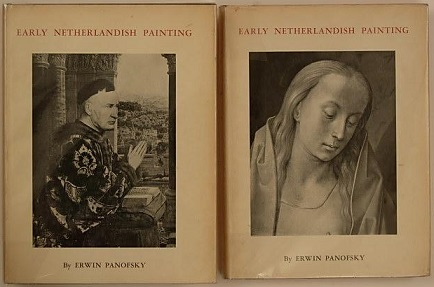 EARLY NETHERLANDISH PAINTING
By ERWIN PANOFSKY
EARLY NETHERLANDISH PAINTING
By ERWIN PANOFSKY